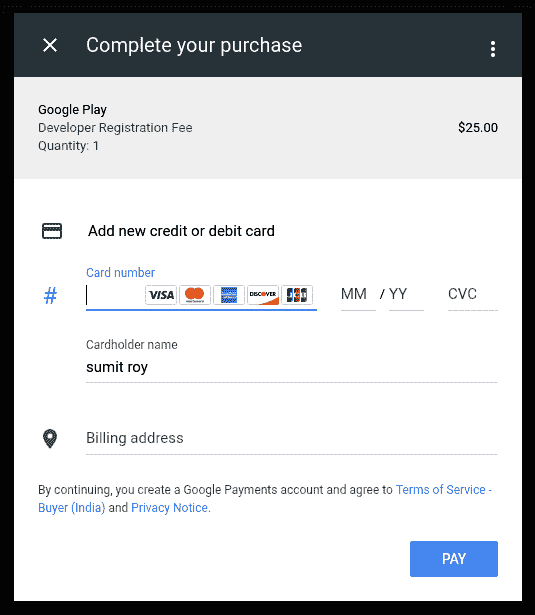 Complete your purchase
Google Play
Developer Registration Fee
$25.00
Quantity: 1
Add new credit or debit card
Card number
# VISA DISCOVER JCB MM / YY CVC
Cardholder name
sumit roy
Billing address
By continuing, you create a Google Payments account and agree to Terms of Service -
Buyer (India) and Privacy Notice.
PAY